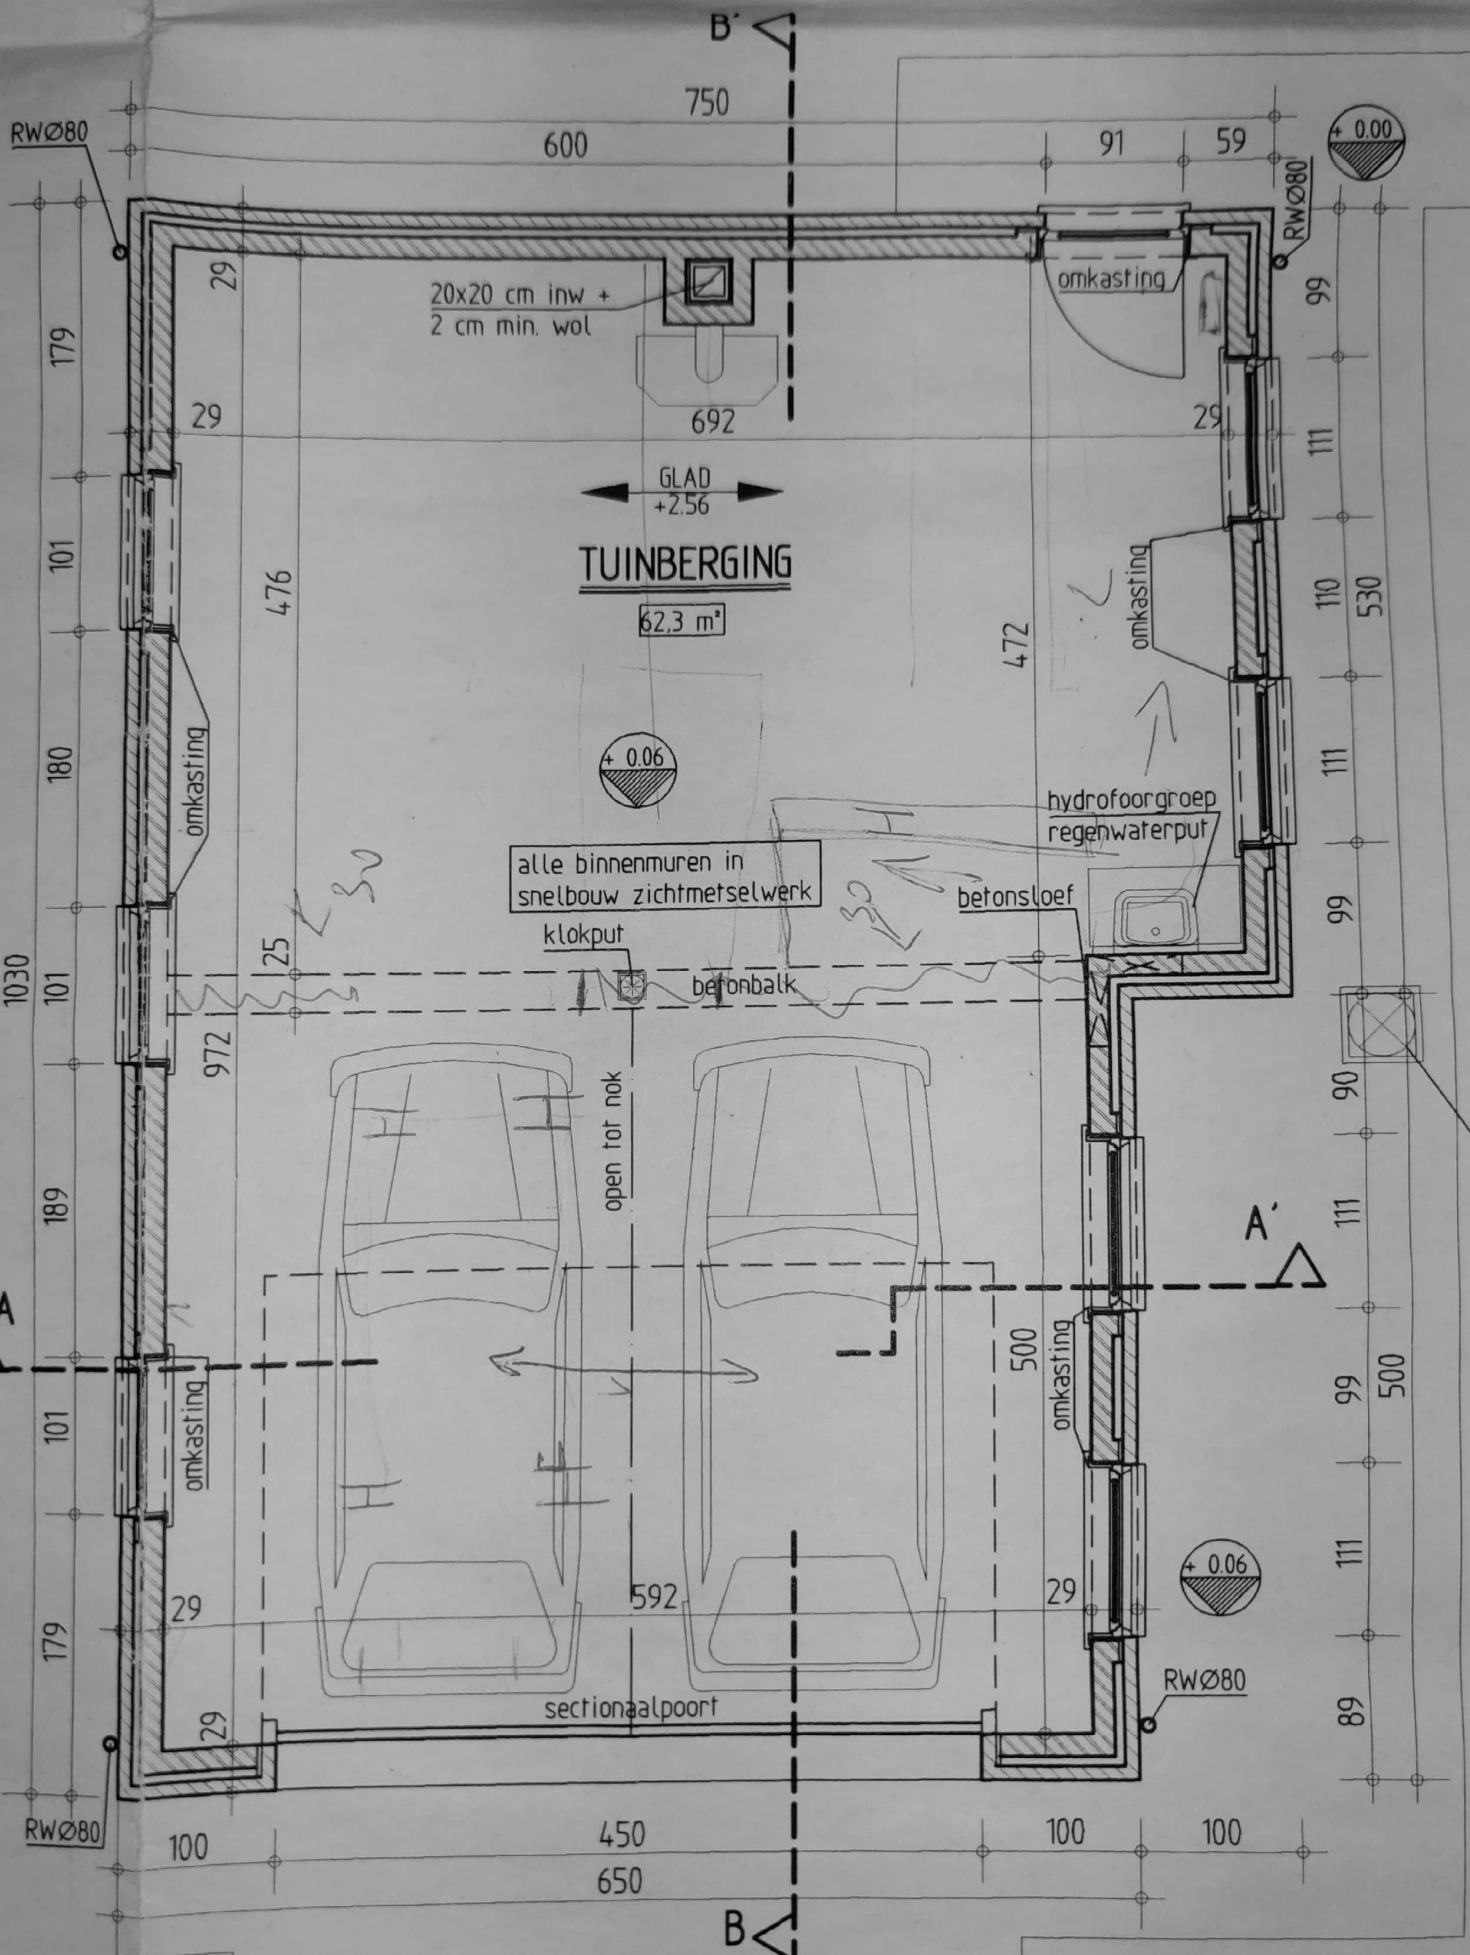 B'
750
RWØ80
600
91
59
+ 0.00
RWØ80
29
20x20 cm inw +
2 cm min. wol
omkasting
99
179
29
692
29
111
GLAD
+2.56
TUINBERGING
62,3 m²
101
476
472
omkasting
110
530
180
omkasting
+ 0.06
111
hydrofoorgroep
regenwaterput
H
alle binnenmuren in
snelbouw zichtmetselwerk
30
30
betonsloef
99
klokput
25
betonbalk
1030
101
972
open tot nok
H
H
90
189
111
A'
A
500
omkasting
omkasting
99
500
101
H
H
111
+ 0.06
29
592
29
179
29
sectionaalpoort
RWØ80
89
RWØ80
100
450
100
100
650
B